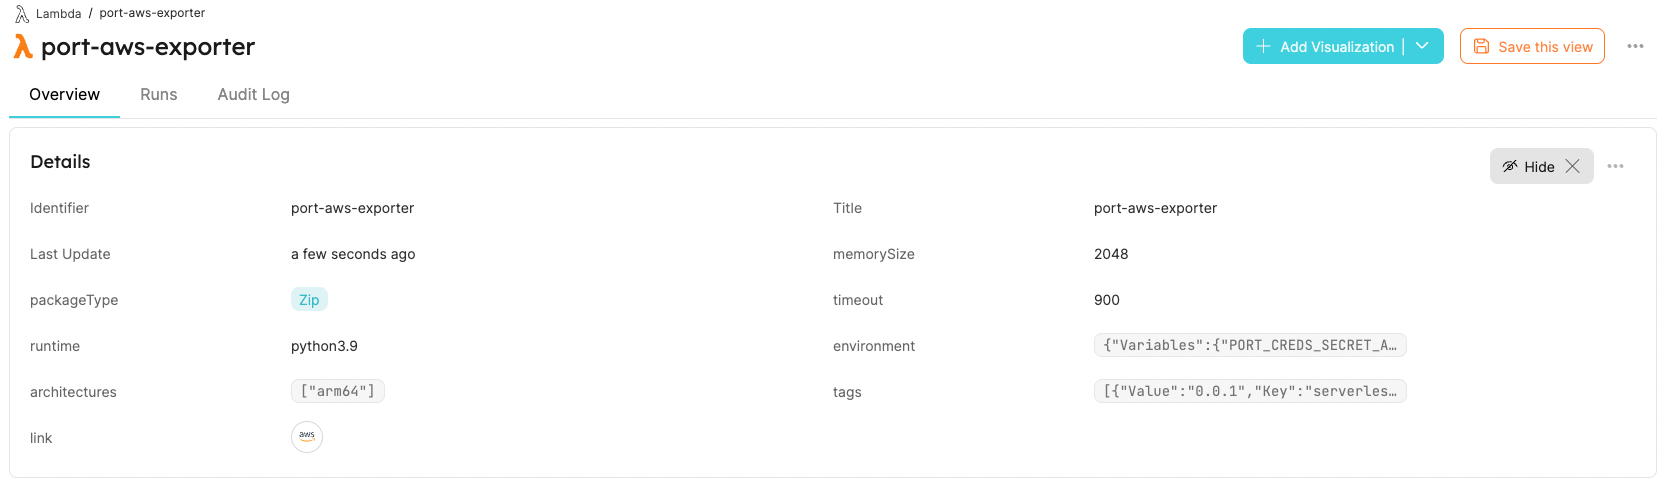 Lambda / port-aws-exporter
port-aws-exporter
Add Visualization
Save this view
Overview Runs Audit Log
Details
Hide
Identifier port-aws-exporter Title port-aws-exporter
Last Update a few seconds ago memorySize 2048
packageType Zip timeout 900
runtime python3.9 environment {"Variables":{"PORT_CREDS_SECRET_A…
architectures ["arm64"] tags [{"Value":"0.0.1","Key":"serverles…
link aws